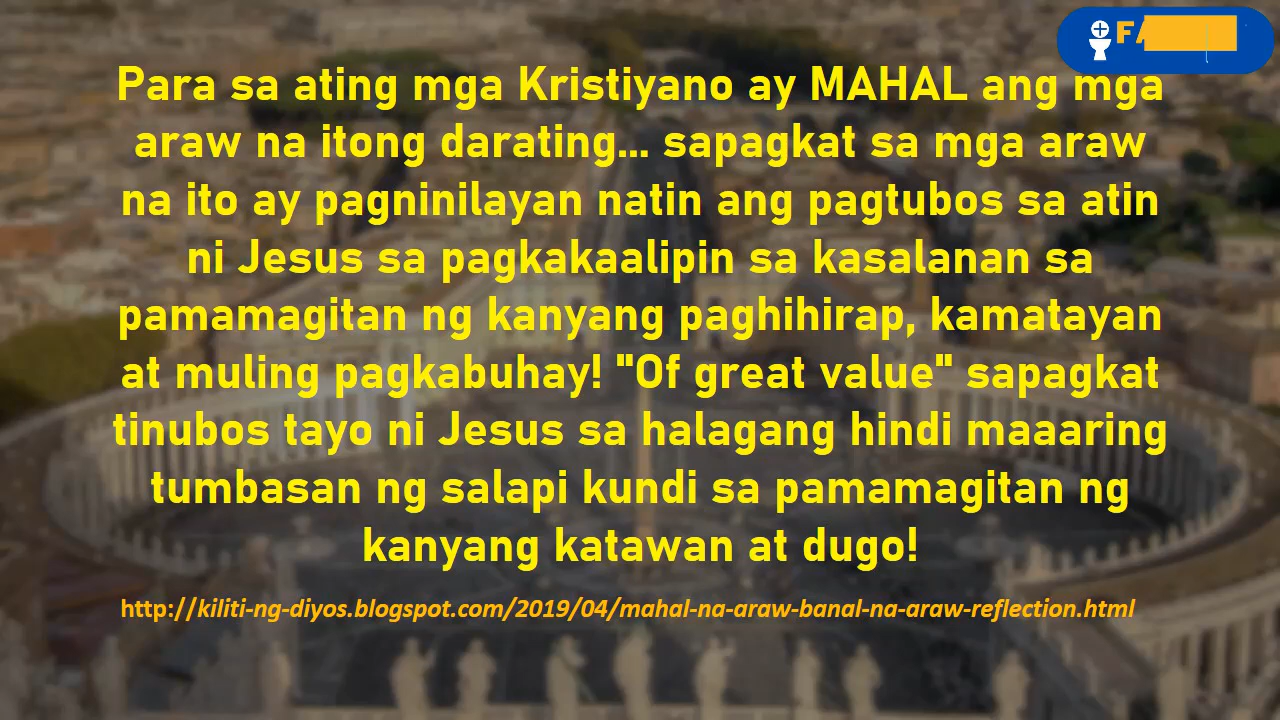 Para sa ating mga Kristiyano ay MAHAL ang mga
araw na itong darating... sapagkat sa mga araw
na ito ay pagninilayan natin ang pagtubos sa atin
ni Jesus sa pagkakaalipin sa kasalanan sa
pamamagitan ng kanyang paghihirap, kamatayan
at muling pagkabuhay! "Of great value" sapagkat
tinubos tayo ni Jesus sa halagang hindi maaaring
tumbasan ng salapi kundi sa pamamagitan ng
kanyang katawan at dugo!
http://kiliti-ng-diyos.blogspot.com/2019/04/mahal-na-araw-banal-na-araw-reflection.html